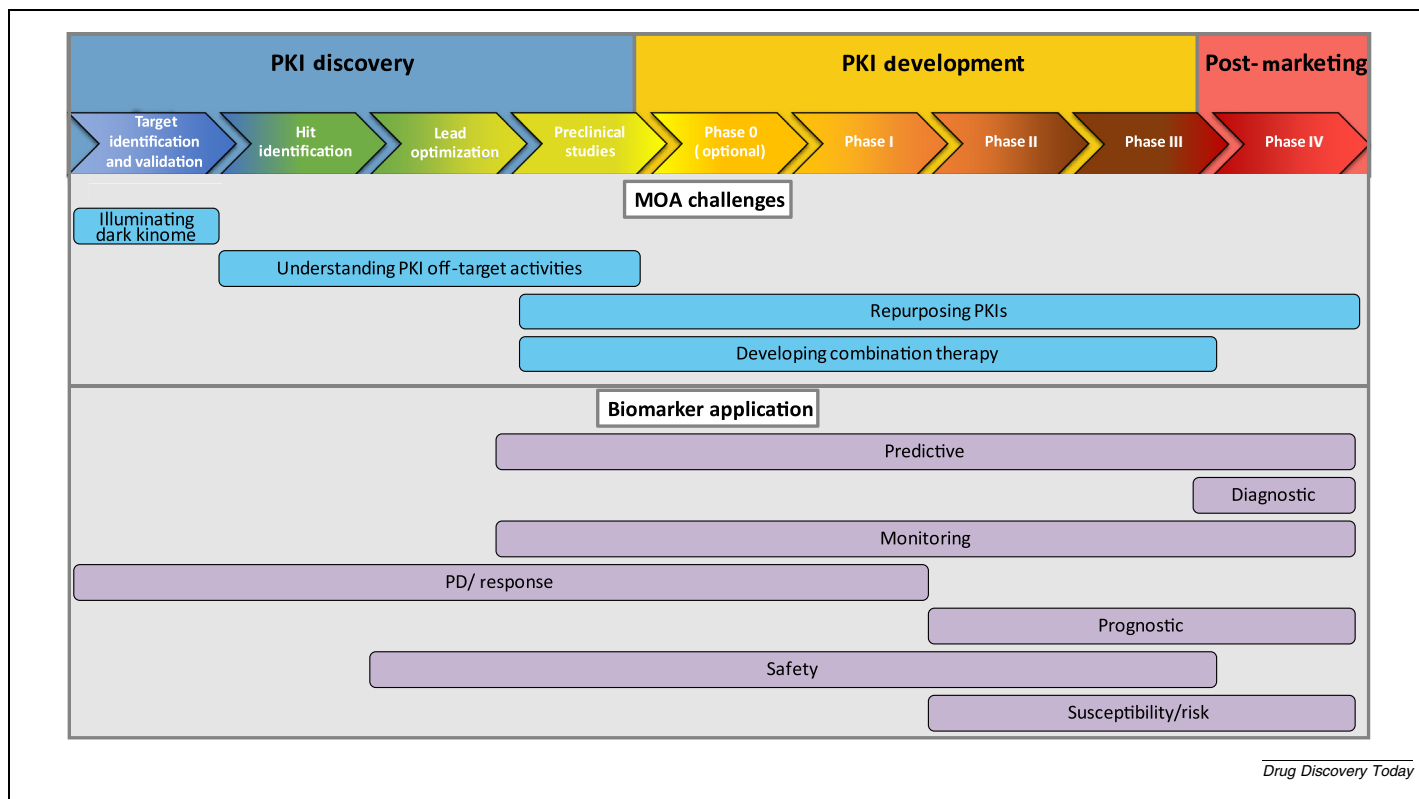 PKI discovery
PKI development
Post-marketing
Target
identification
and validation
Hit
identification
Lead
optimization
Preclinical
studies
Phase 0
( optional)
Phase I
Phase II
Phase III
Phase IV
MOA challenges
Illuminating
dark kinome
Understanding PKI off-target activities
Repurposing PKIs
Developing combination therapy
Biomarker application
Predictive
Diagnostic
Monitoring
PD/ response
Prognostic
Safety
Susceptibility/risk
Drug Discovery Today